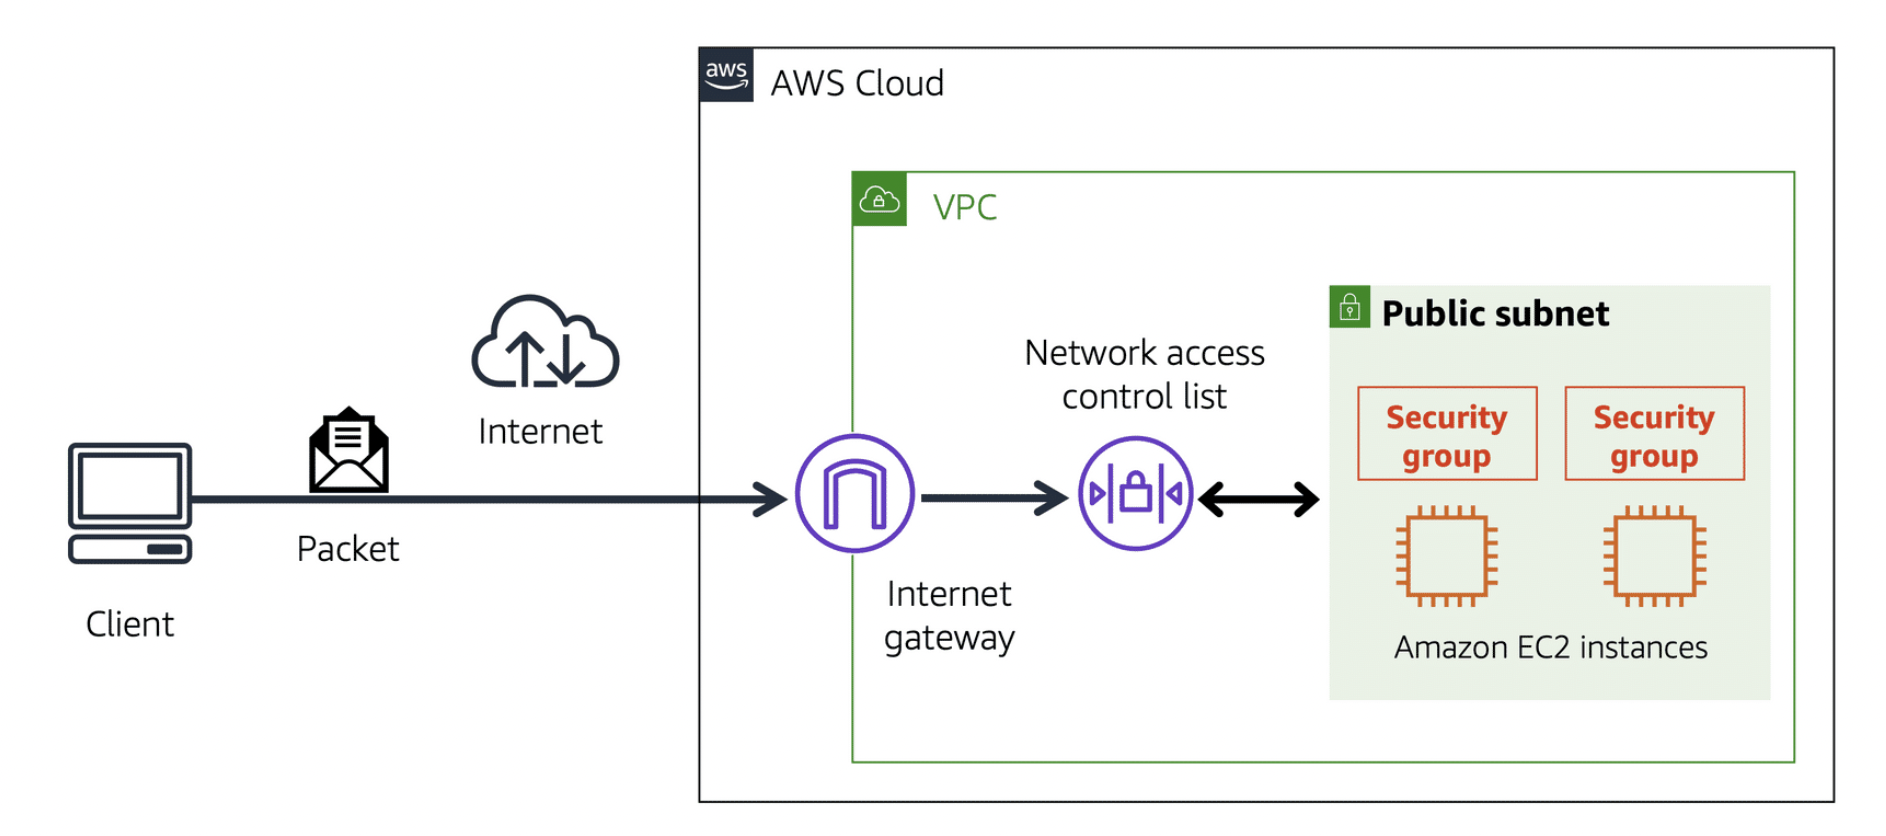 aws
AWS Cloud
VPC
Public subnet
Network access
control list
Security
group
Security
group
Internet
Packet
Client
Internet
gateway
Amazon EC2 instances